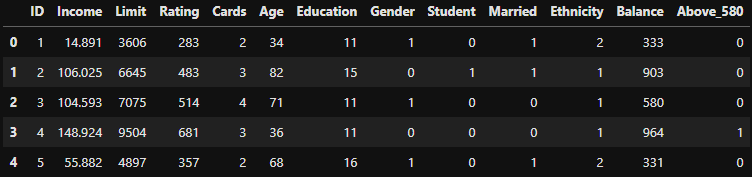 ID Income Limit Rating Cards Age Education Gender Student Married Ethnicity Balance Above_580
0 1 14.891 3606 283 2 34 11 1 0 1 2 333 0
1 2 106.025 6645 483 3 82 15 0 1 1 1 903 0
2 3 104.593 7075 514 4 71 11 1 0 0 1 580 0
3 4 148.924 9504 681 3 36 11 0 0 0 1 964 1
4 5 55.882 4897 357 2 68 16 1 0 1 2 331 0